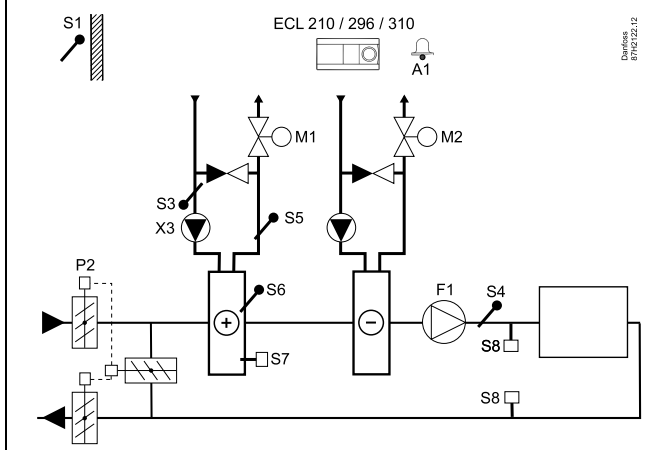 S1
ECL 210 / 296 / 310
A1
Danfoss
87H2122.12
M1
M2
S3
X3
S5
P2
S6
F1
S4
+
−
S7
S8
S8